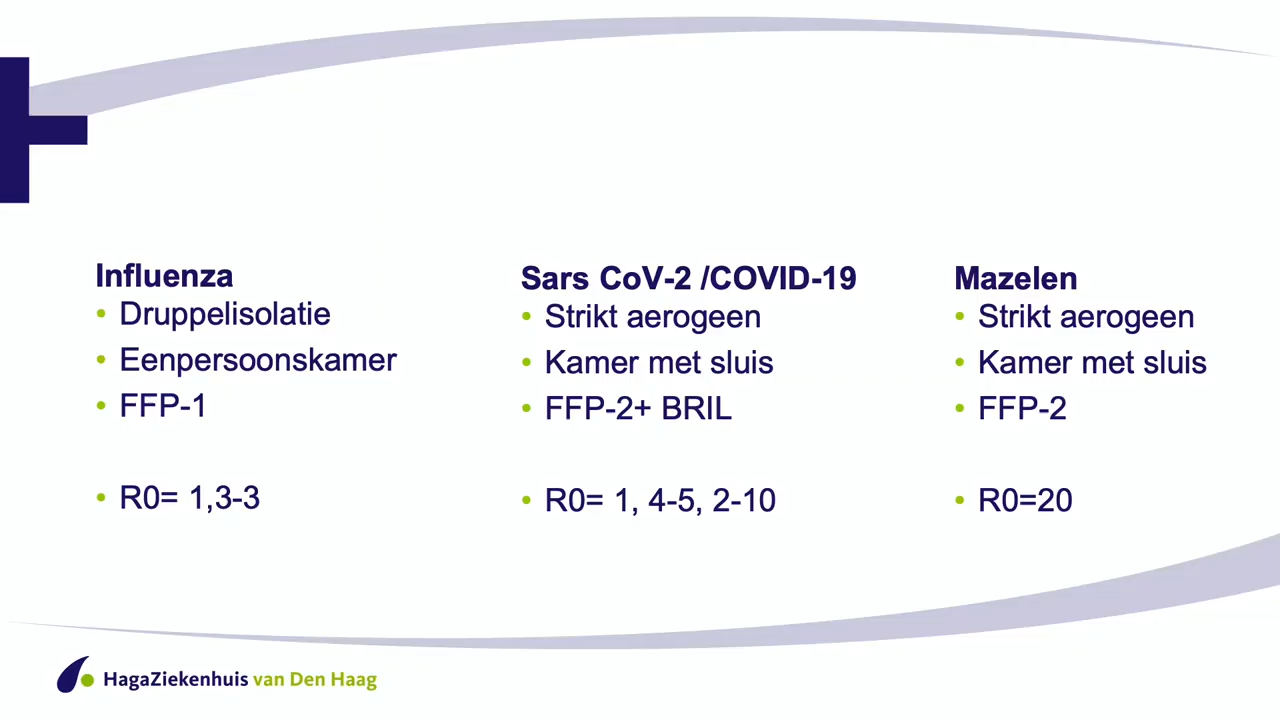 Influenza
• Druppelisolatie
• Eenpersoonskamer
• FFP-1
• R0= 1,3-3
Sars CoV-2 /COVID-19
• Strikt aerogeen
• Kamer met sluis
• FFP-2+ BRIL
• R0= 1, 4-5, 2-10
Mazelen
• Strikt aerogeen
• Kamer met sluis
• FFP-2
• R0=20
HagaZiekenhuis van Den Haag